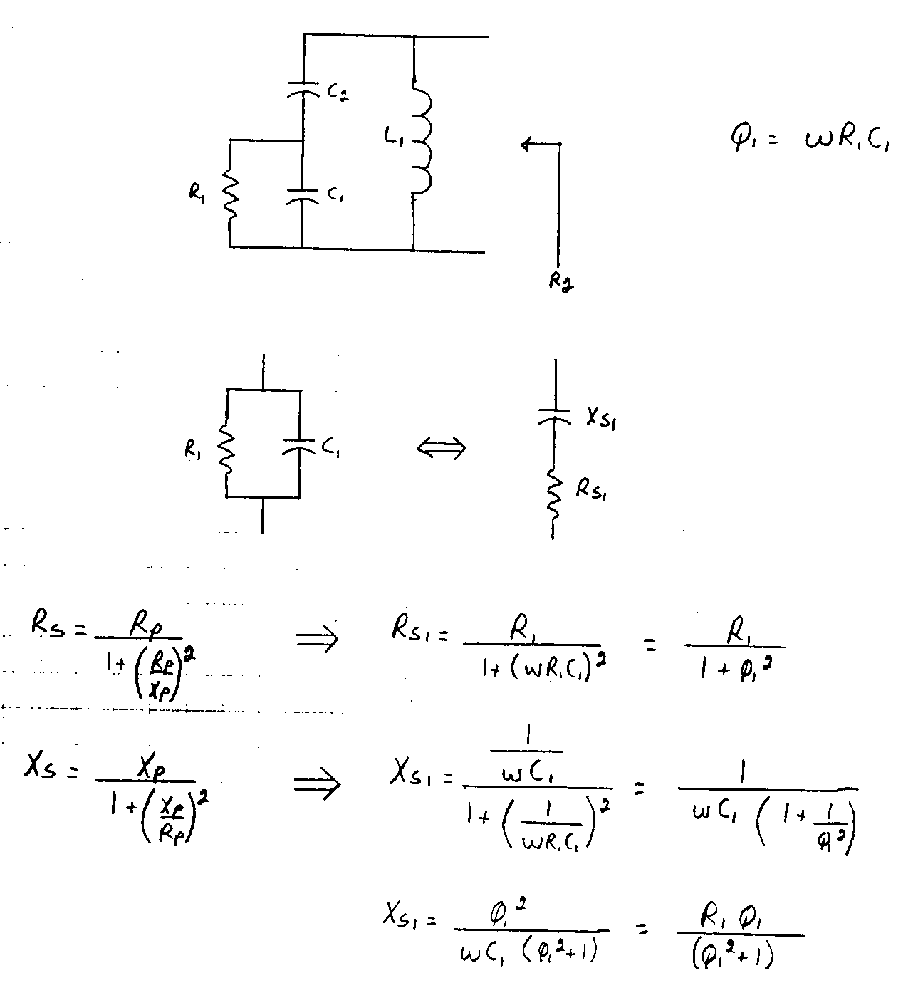 C₂
L₁
Q₁ = ωR₁C₁
R₁
C₁
R₂
R₁
C₁
⇔
Xs₁
Rs₁
Rs = Rp / (1 + (Rp/Xp)²) ⇒ Rs₁ = R₁ / (1 + (ωR₁C₁)²) = R₁ / (1 + Q₁²)
Xs = Xp / (1 + (Xp/Rp)²) ⇒ Xs₁ = (1/ωC₁) / (1 + (1/ωR₁C₁)²) = 1 / (ωC₁ (1 + 1/Q₁²))
Xs₁ = Q₁² / (ωC₁ (Q₁²+1)) = R₁ Q₁ / (Q₁²+1)